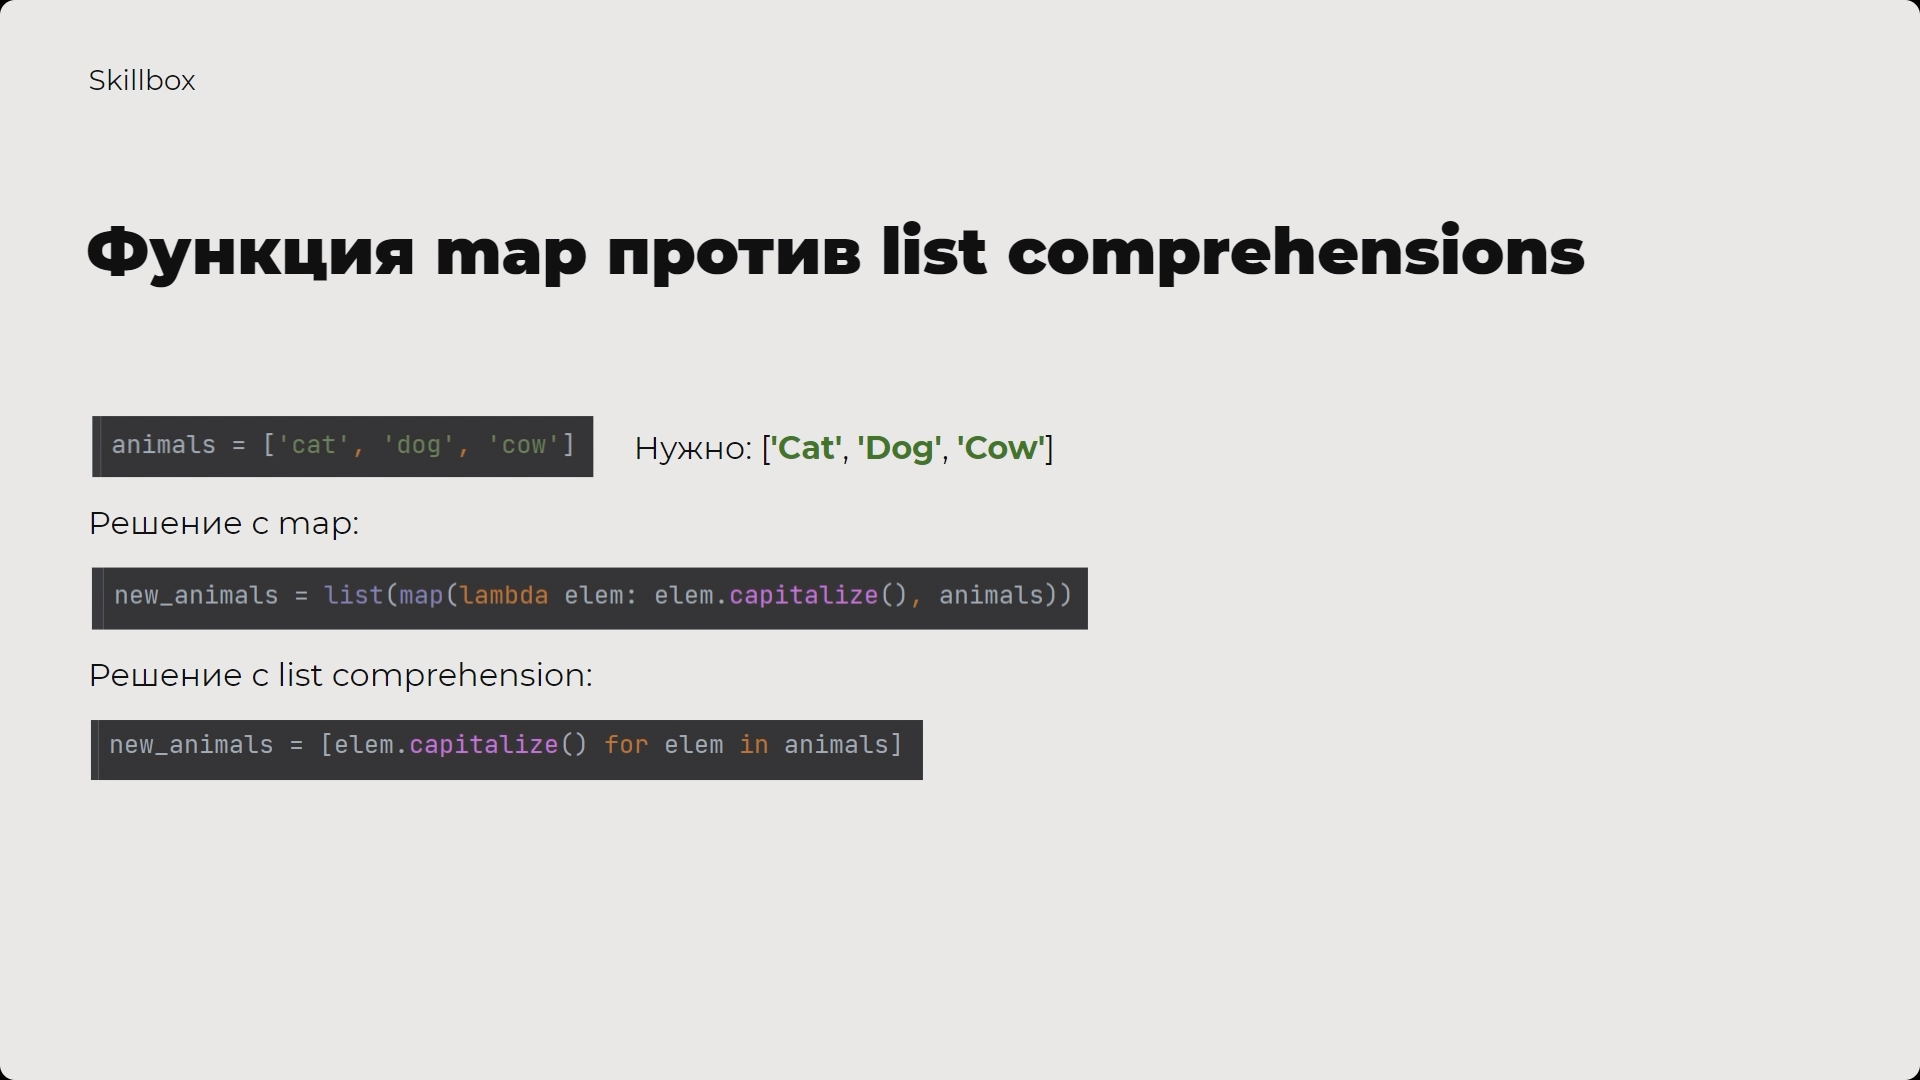 Skillbox
Функция map против list comprehensions
animals = ['cat', 'dog', 'cow']
Нужно: ['Cat', 'Dog', 'Cow']
Решение с map:
new_animals = list(map(lambda elem: elem.capitalize(), animals))
Решение с list comprehension:
new_animals = [elem.capitalize() for elem in animals]